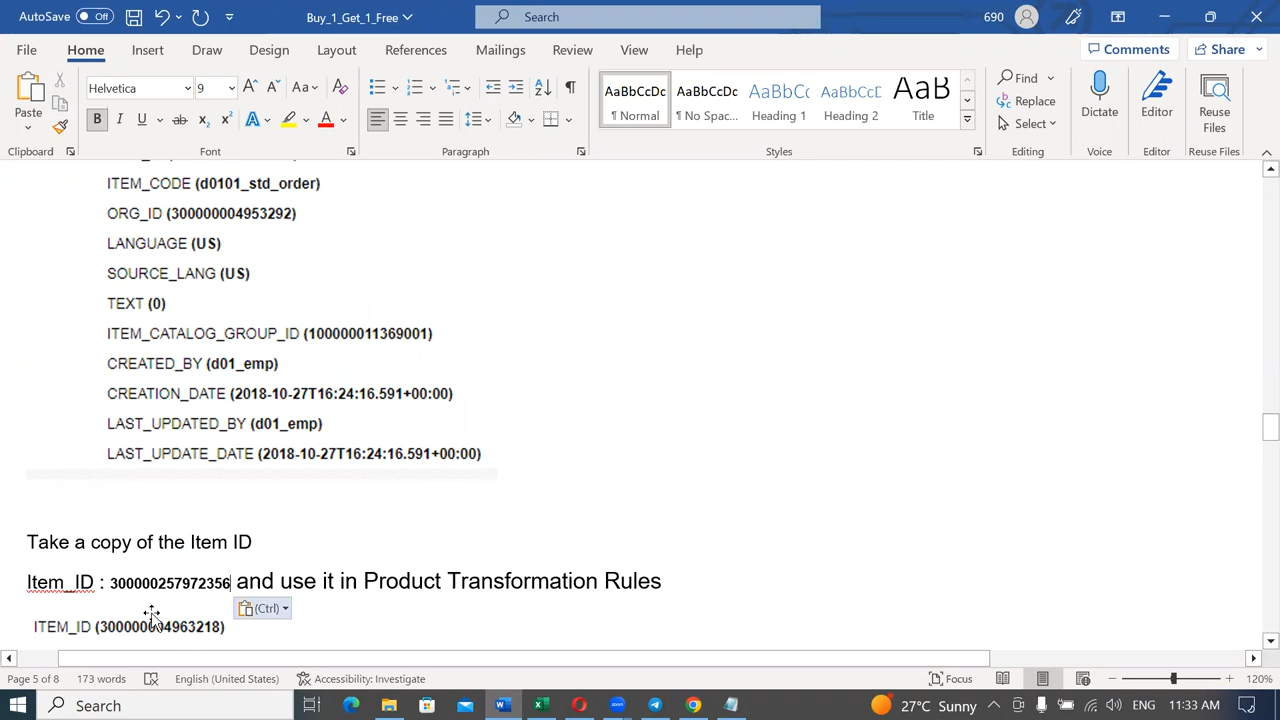 AutoSave Off Buy_1_Get_1_Free Search 690
File Home Insert Draw Design Layout References Mailings Review View Help Comments Share
Paste Helvetica 9 AaBbCcDc AaBbCcDc AaBbCc AaBbCcD AaB Find Replace Select Dictate Editor Reuse Files
¶ Normal ¶ No Spac... Heading 1 Heading 2 Title
Clipboard Font Paragraph Styles Editing Voice Editor Reuse Files
ITEM_CODE (d0101_std_order)
ORG_ID (300000004953292)
LANGUAGE (US)
SOURCE_LANG (US)
TEXT (0)
ITEM_CATALOG_GROUP_ID (100000011369001)
CREATED_BY (d01_emp)
CREATION_DATE (2018-10-27T16:24:16.591+00:00)
LAST_UPDATED_BY (d01_emp)
LAST_UPDATE_DATE (2018-10-27T16:24:16.591+00:00)
Take a copy of the Item ID
Item_ID : 300000257972356 and use it in Product Transformation Rules
(Ctrl)
ITEM_ID (300000004963218)
Page 5 of 8 173 words English (United States) Accessibility: Investigate Focus 120%
Search 27°C Sunny ENG 11:33 AM